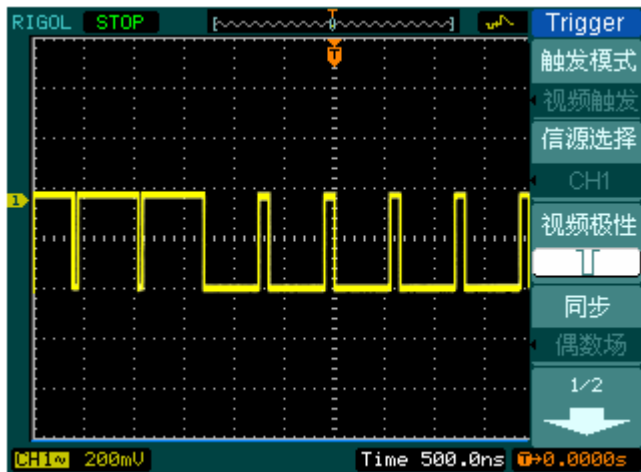 RIGOL STOP T Trigger
触发模式
视频触发
信源选择
CH1
视频极性
同步
偶数场
1/2
T
1
CH1~ 200mV Time 500.0ns T→0.0000s